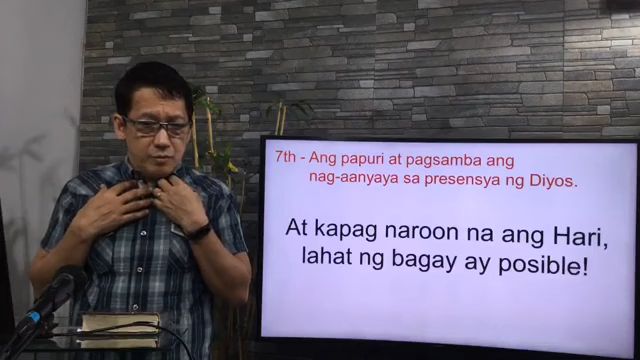 7th - Ang papuri at pagsamba ang
nag-aanyaya sa presensya ng Diyos.
At kapag naroon na ang Hari,
lahat ng bagay ay posible!